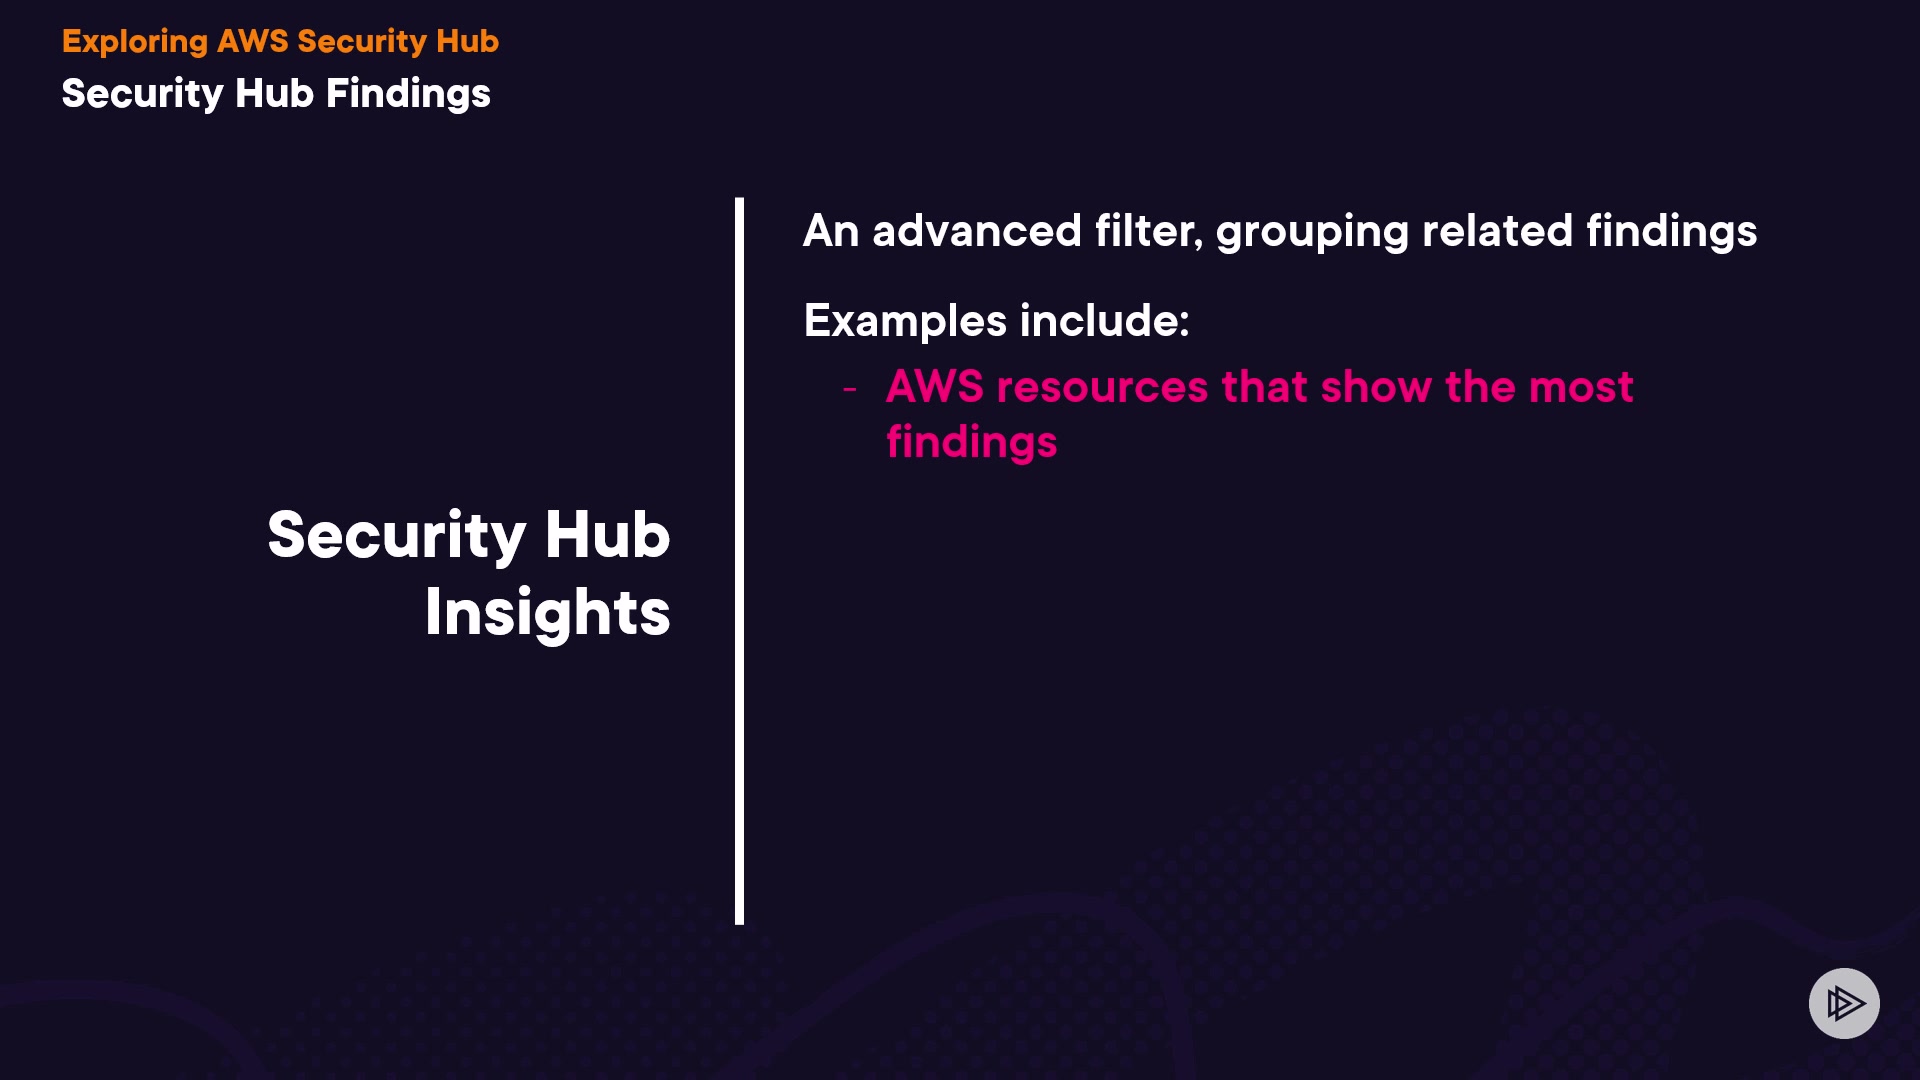 Exploring AWS Security Hub
Security Hub Findings
Security Hub
Insights
An advanced filter, grouping related findings
Examples include:
- AWS resources that show the most
findings